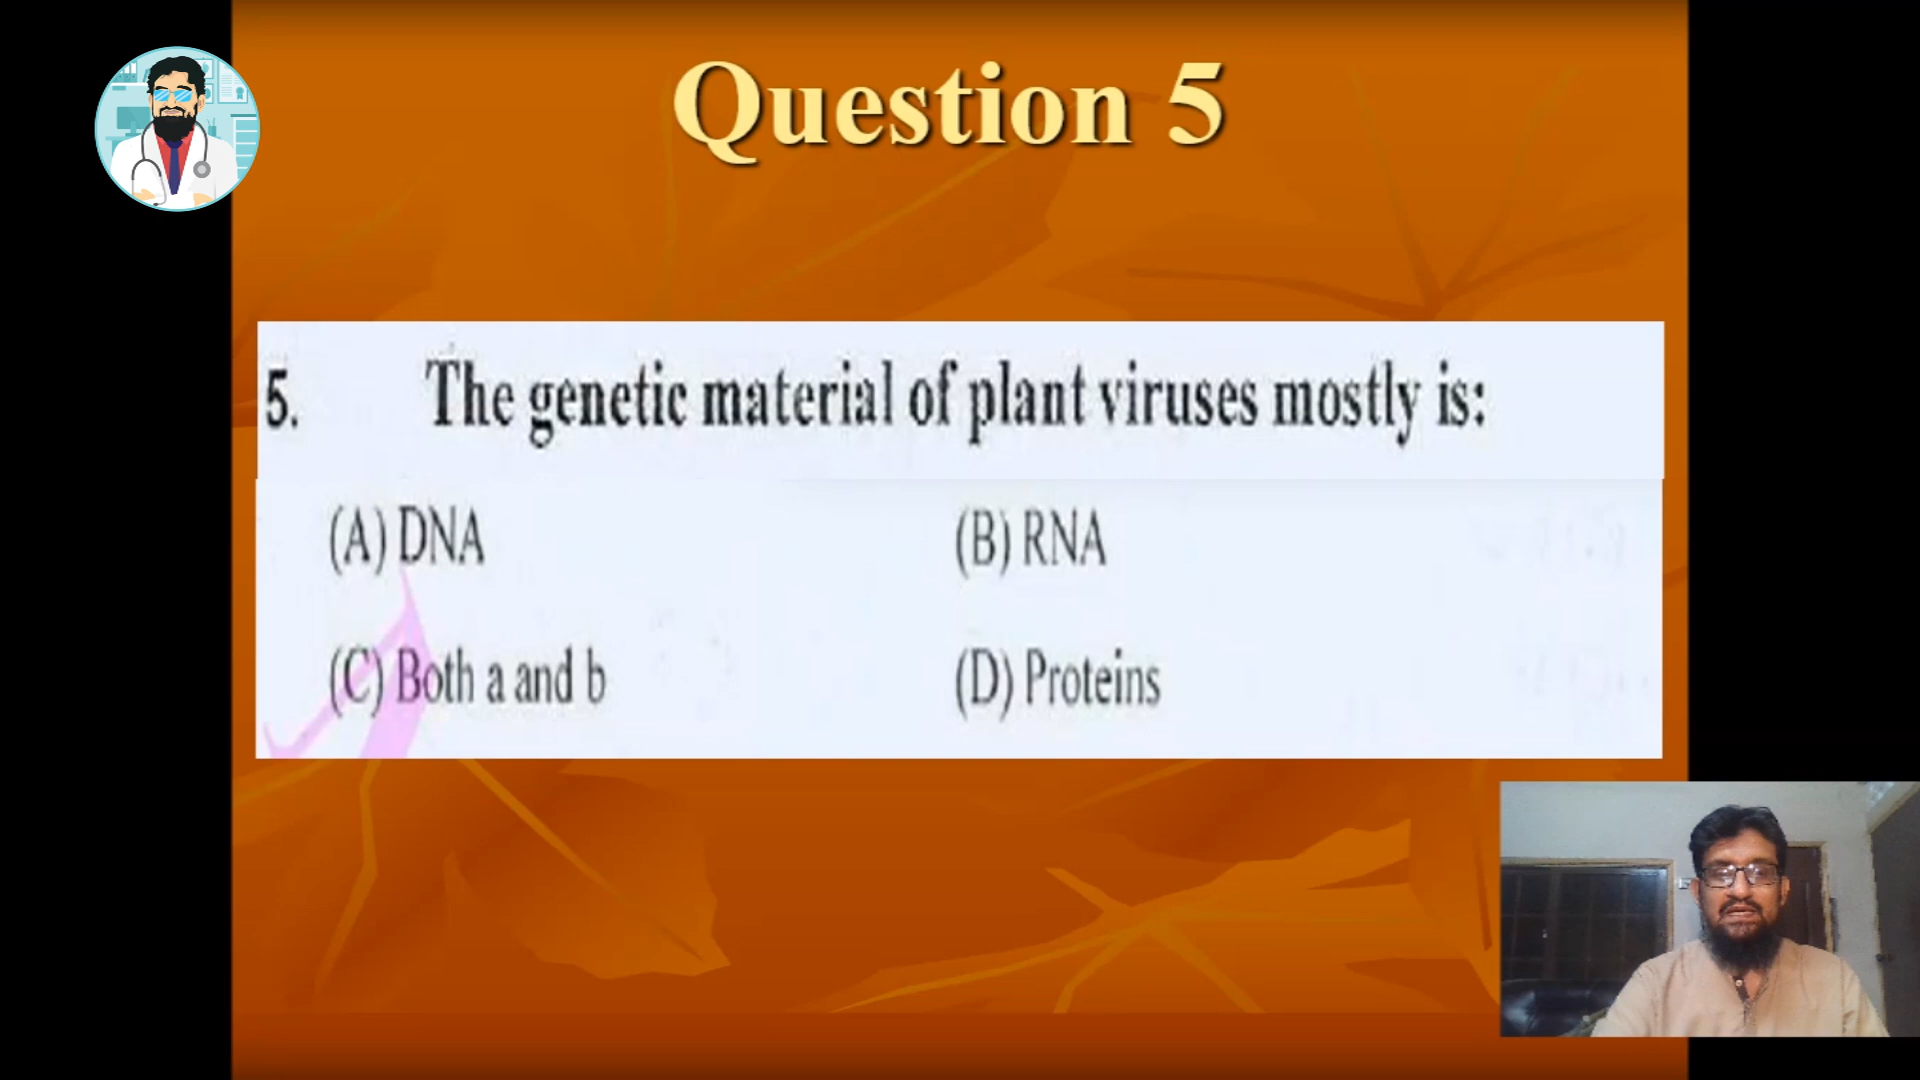 Question 5
5. The genetic material of plant viruses mostly is:
(A) DNA (B) RNA
(C) Both a and b (D) Proteins